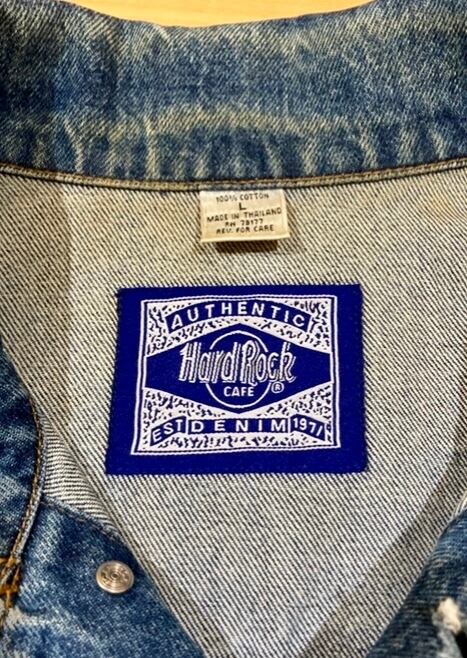 100% COTTON
L
MADE IN THAILAND
RN 78177
REV. FOR CARE
AUTHENTIC
Hard Rock
CAFE ®
EST DENIM 1971